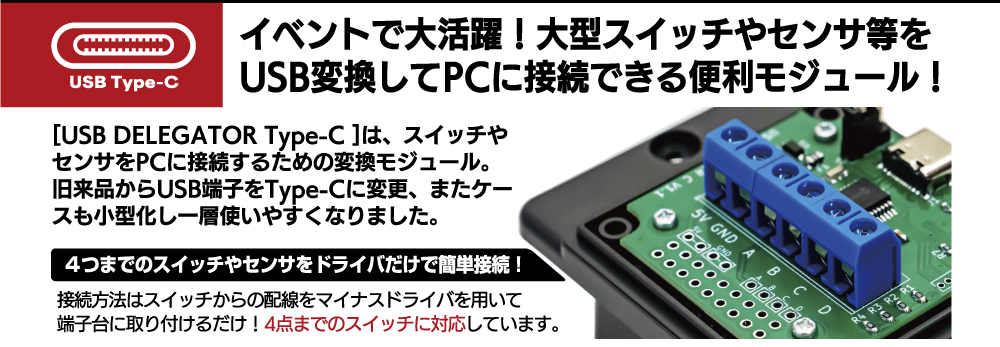 USB Type-C
イベントで大活躍！大型スイッチやセンサ等を
USB変換してPCに接続できる便利モジュール！
[USB DELEGATOR Type-C ]は、スイッチや
センサをPCに接続するための変換モジュール。
旧来品からUSB端子をType-Cに変更、またケー
スも小型化し一層使いやすくなりました。
４つまでのスイッチやセンサをドライバだけで簡単接続！
接続方法はスイッチからの配線をマイナスドライバを用いて
端子台に取り付けるだけ！4点までのスイッチに対応しています。
5V GND A B C D
5V GND A B C D
R4 R3 R2 R1